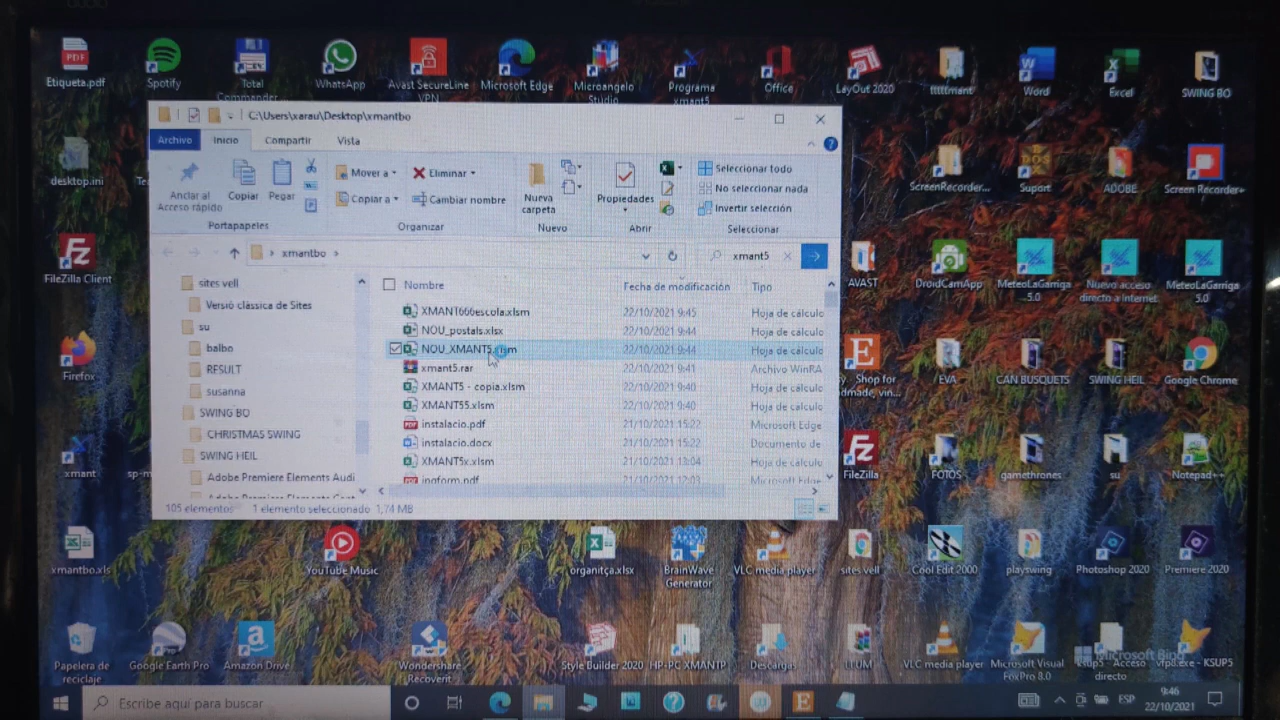 Etiqueta.pdf
Spotify
Total
Commander
WhatsApp
Avast SecureLine
VPN
Microsoft Edge
Microangelo
Studio
Programa
xmant5
Office
LayOut 2020
Word
Excel
SWING BO
C:\Users\xarau\Desktop\xmantbo
Archivo
Inicio
Compartir
Vista
Anclar al
Acceso rápido
Copiar
Pegar
Portapapeles
Mover a
Copiar a
Eliminar
Cambiar nombre
Organizar
Nueva
carpeta
Nuevo
Propiedades
Abrir
Seleccionar todo
No seleccionar nada
Invertir selección
Seleccionar
desktop.ini
ScreenRecorder...
Suport
ADOBE
Screen Recorder+
xmantbo
xmant5
FileZilla Client
AVAST
DroidCamApp
MeteoLaGarriga
5.0
Nuevo acceso
directo a Internet
MeteoLaGarriga
5.0
sites vell
Versió clàssica de Sites
su
balbo
RESULT
susanna
SWING BO
CHRISTMAS SWING
SWING HEIL
Adobe Premiere Elements Audi
Nombre
Fecha de modificación
Tipo
XMANT666escola.xlsm
22/10/2021 9:45
Hoja de cálculo
NOU_postals.xlsx
22/10/2021 9:44
Hoja de cálculo
22/10/2021 9:44
Hoja de cálculo
xmant5.rar
22/10/2021 9:41
Archivo WinRA
XMANT5 - copia.xlsm
22/10/2021 9:40
Hoja de cálculo
XMANT55.xlsm
22/10/2021 9:40
Hoja de cálculo
instalacio.pdf
21/10/2021 15:22
Microsoft Edge
instalacio.docx
21/10/2021 15:22
Documento de
XMANT5x.xlsm
21/10/2021 13:04
Hoja de cálculo
105 elementos
1 elemento seleccionado 1,74 MB
Firefox
Shop for
EVA
CAN BUSQUETS
SWING HEIL
Google Chrome
xmant
FileZilla
FOTOS
gamethrones
su
Notepad++
xmantbo.xls
YouTube Music
organitça.xlsx
BrainWave
Generator
VLC media player
sites vell
Cool Edit 2000
playswing
Photoshop 2020
Premiere 2020
Papelera de
reciclaje
Google Earth Pro
Amazon Drive
Wondershare
Recoverit
Style Builder 2020
HP-PC XMANTP
Descargas
LLUM
VLC media player
Microsoft Visual
FoxPro 8.0
ksup5 - Acceso
directo
vfp8.exe - KSUP5
Microsoft Bing
Escribe aquí para buscar
ESP
9:46
22/10/2021